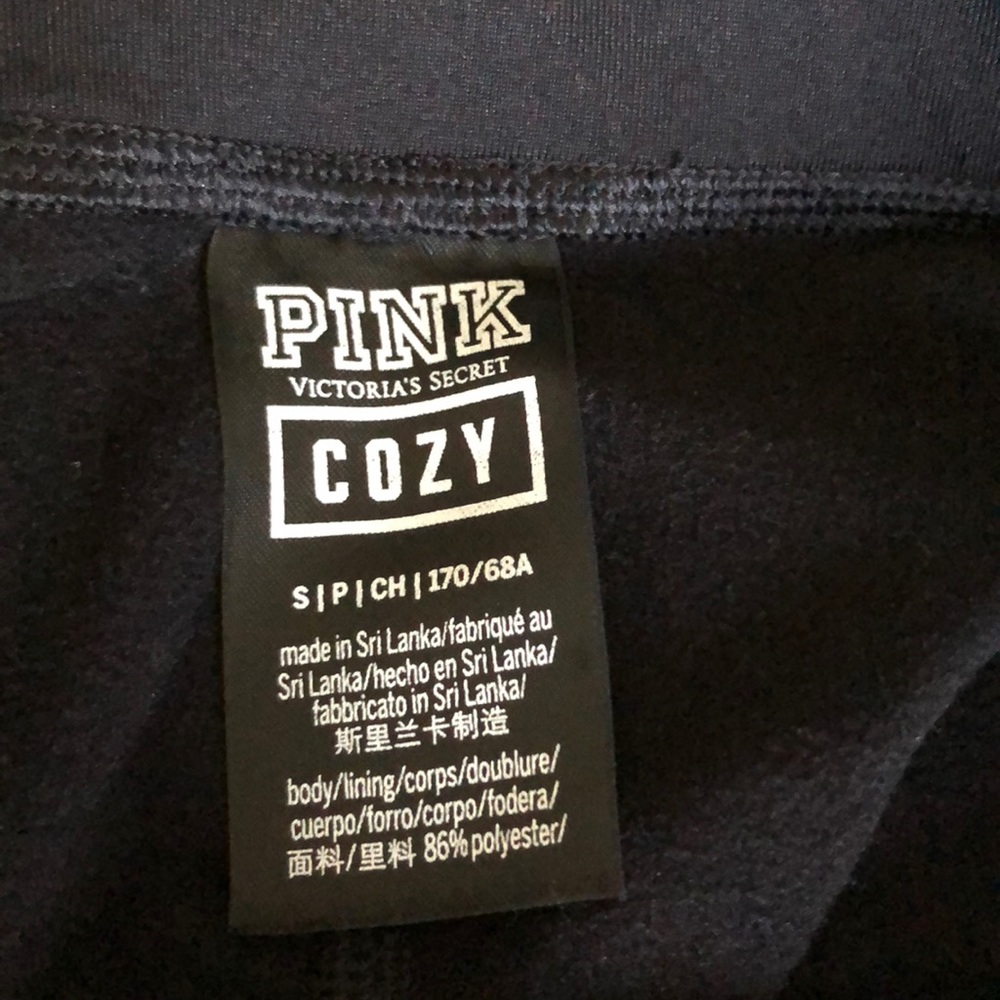 PINK
VICTORIA'S SECRET
COZY
S | P | CH | 170/68A
made in Sri Lanka/fabriqué au
Sri Lanka/hecho en Sri Lanka/
fabbricato in Sri Lanka/
斯里兰卡制造
body/lining/corps/doublure/
cuerpo/forro/corpo/fodera/
面料/里料 86% polyester/